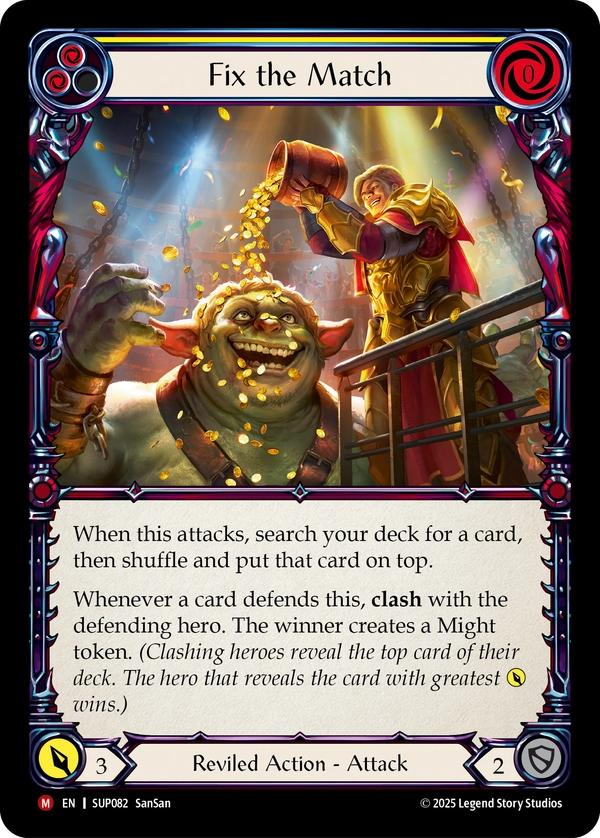 0
Fix the Match
When this attacks, search your deck for a card,
then shuffle and put that card on top.
Whenever a card defends this, clash with the
defending hero. The winner creates a Might
token. (Clashing heroes reveal the top card of their
deck. The hero that reveals the card with greatest
wins.)
3
Reviled Action - Attack
2
M EN | SUP082 SanSan
© 2025 Legend Story Studios